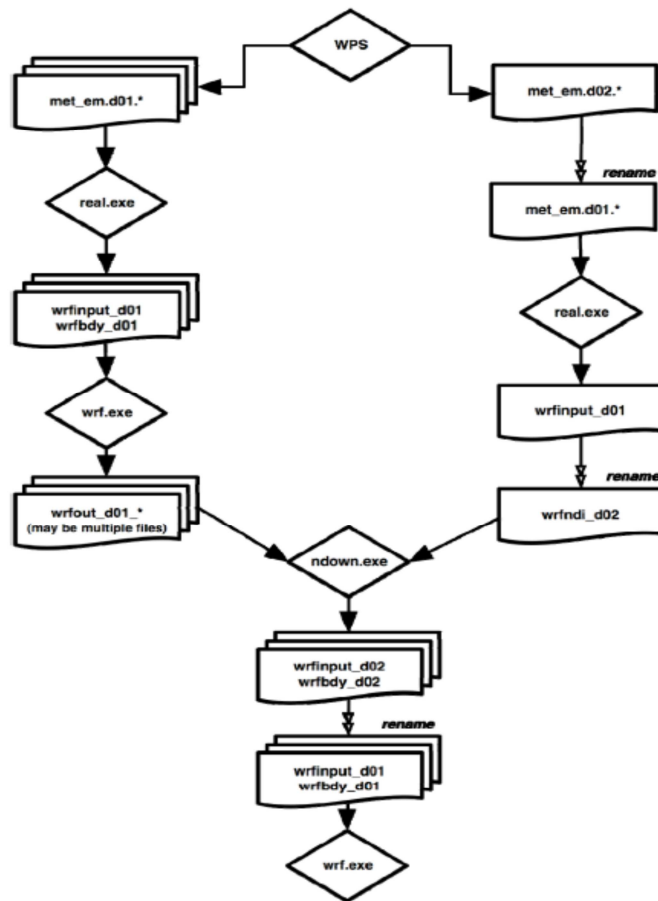 WPS
met_em.d01.*
met_em.d02.*
rename
met_em.d01.*
real.exe
real.exe
wrfinput_d01
wrfbdy_d01
wrfinput_d01
wrf.exe
rename
wrfout_d01_*
(may be multiple files)
wrfndi_d02
ndown.exe
wrfinput_d02
wrfbdy_d02
rename
wrfinput_d01
wrfbdy_d01
wrf.exe